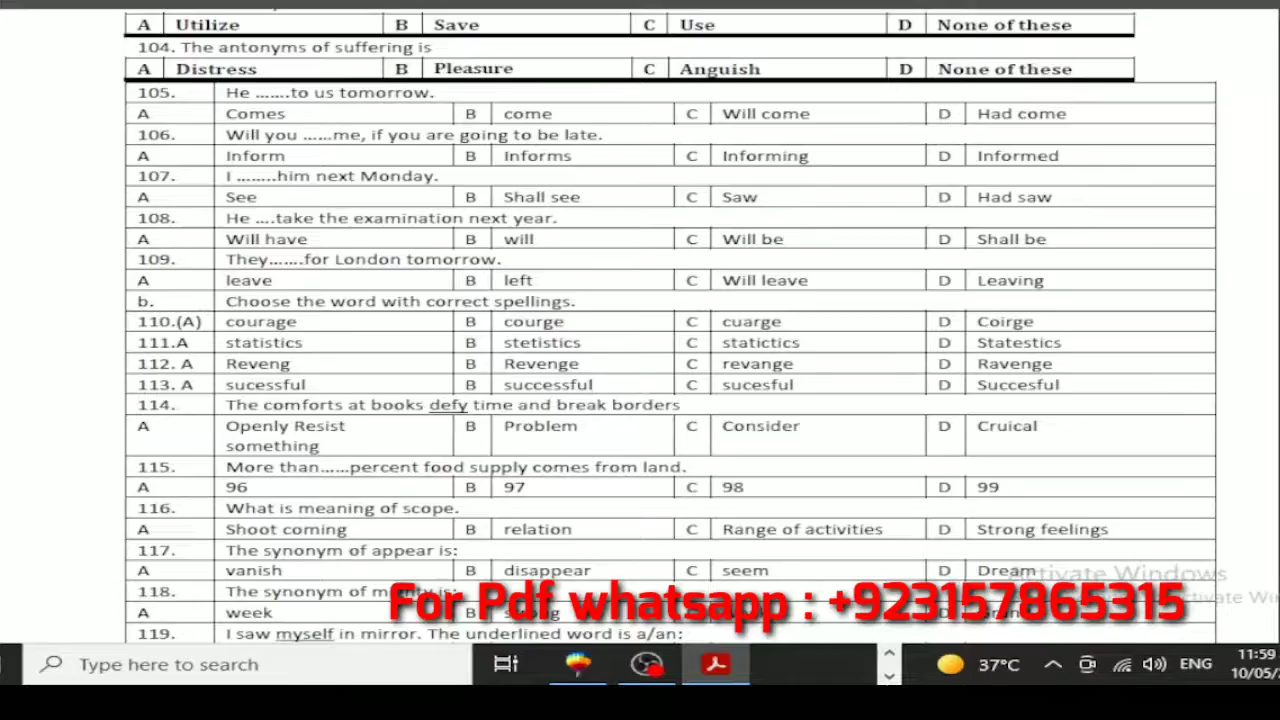 A Utilize B Save C Use D None of these
104. The antonyms of suffering is
A Distress B Pleasure C Anguish D None of these
105. He .......to us tomorrow.
A Comes B come C Will come D Had come
106. Will you ......me, if you are going to be late.
A Inform B Informs C Informing D Informed
107. I ........him next Monday.
A See B Shall see C Saw D Had saw
108. He ....take the examination next year.
A Will have B will C Will be D Shall be
109. They.......for London tomorrow.
A leave B left C Will leave D Leaving
b. Choose the word with correct spellings.
110.(A) courage B courge C cuarge D Coirge
111.A statistics B stetistics C statictics D Statestics
112. A Reveng B Revenge C revange D Ravenge
113. A sucessful B successful C sucesful D Succesful
114. The comforts at books defy time and break borders
A Openly Resist something B Problem C Consider D Cruical
115. More than......percent food supply comes from land.
A 96 B 97 C 98 D 99
116. What is meaning of scope.
A Shoot coming B relation C Range of activities D Strong feelings
117. The synonym of appear is:
A vanish B disappear C seem D Dream
Activate Windows
118. The synonym of is:
For Pdf whatsapp : +923157865315
A week B
119. I saw myself in mirror. The underlined word is a/an:
Type here to search 37°C ENG 11:59
10/05/